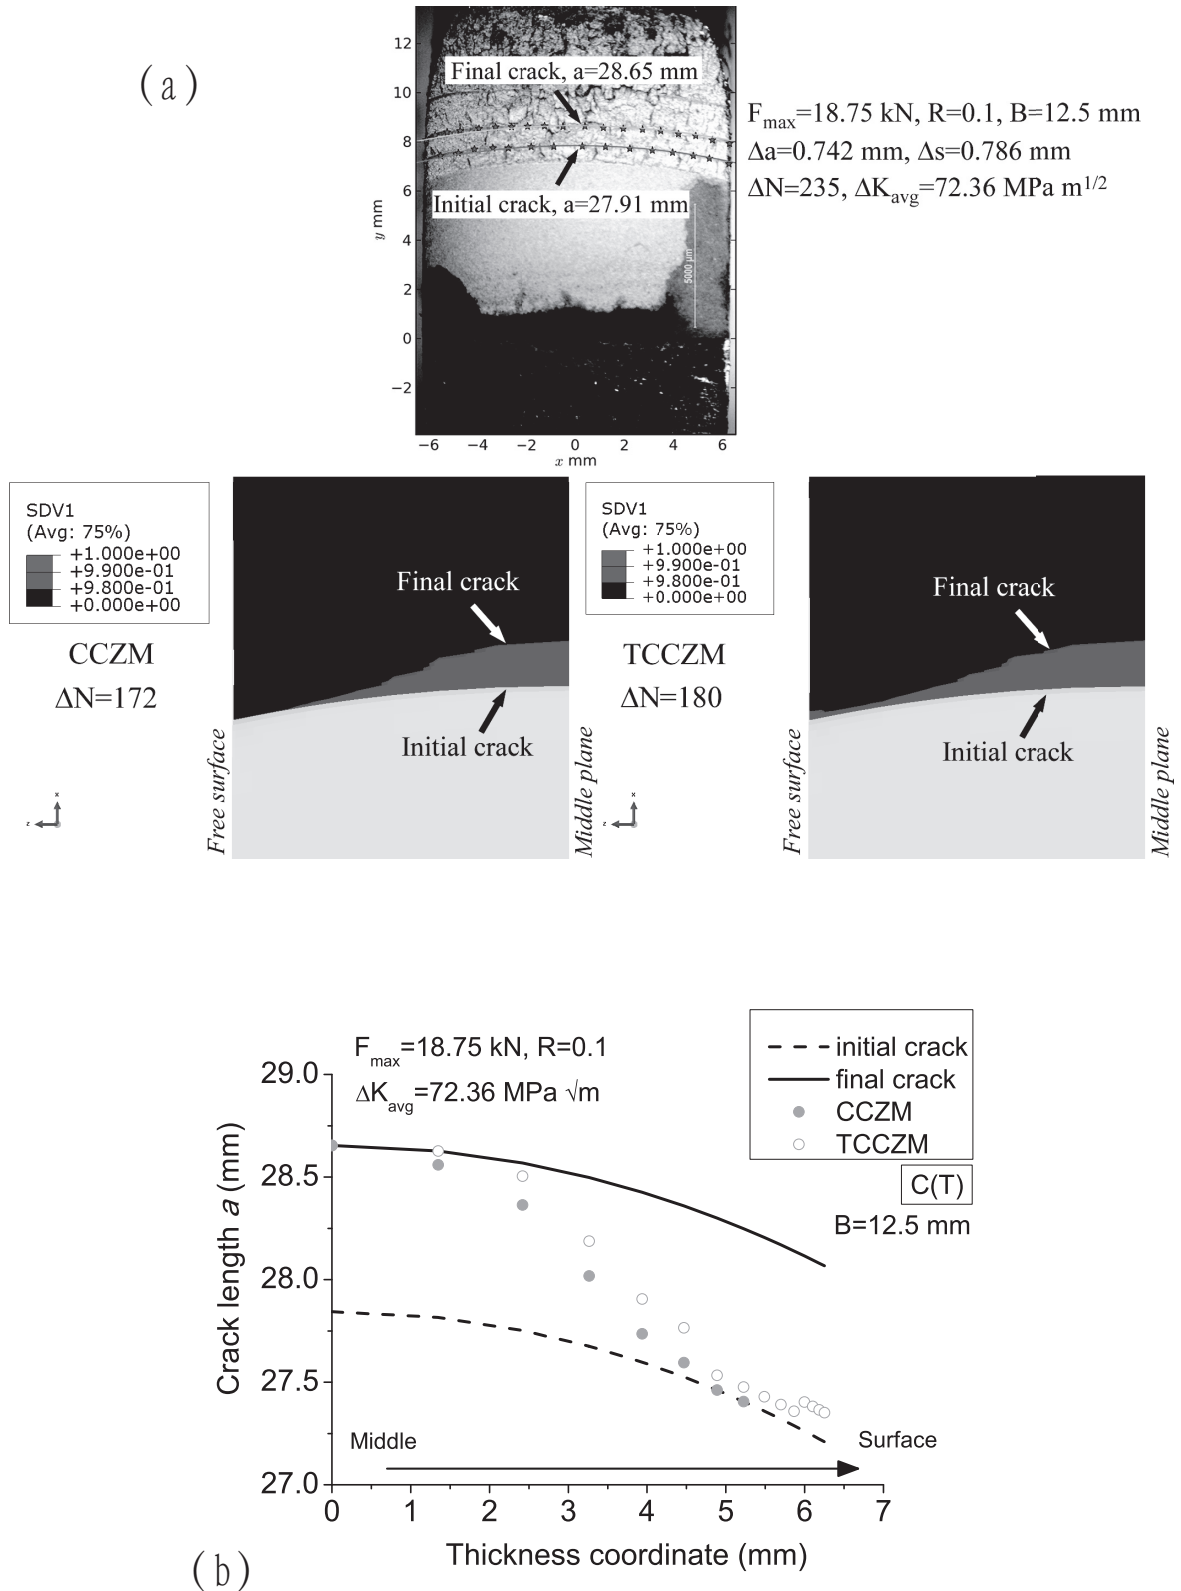 (a)
12
10
8
6
4
2
0
−2
y mm
Final crack, a=28.65 mm
Initial crack, a=27.91 mm
5000 µm
−6 −4 −2 0 2 4 6
x mm
Fmax=18.75 kN, R=0.1, B=12.5 mm
Δa=0.742 mm, Δs=0.786 mm
ΔN=235, ΔKavg=72.36 MPa m1/2
SDV1
(Avg: 75%)
+1.000e+00
+9.900e-01
+9.800e-01
+0.000e+00
CCZM
ΔN=172
Final crack
Initial crack
Free surface
Middle plane
x
z
SDV1
(Avg: 75%)
+1.000e+00
+9.900e-01
+9.800e-01
+0.000e+00
TCCZM
ΔN=180
Final crack
Initial crack
Free surface
Middle plane
x
z
Fmax=18.75 kN, R=0.1
ΔKavg=72.36 MPa √m
initial crack
final crack
CCZM
TCCZM
C(T)
B=12.5 mm
29.0
28.5
28.0
27.5
27.0
Crack length a (mm)
Middle
Surface
0 1 2 3 4 5 6 7
Thickness coordinate (mm)
(b)